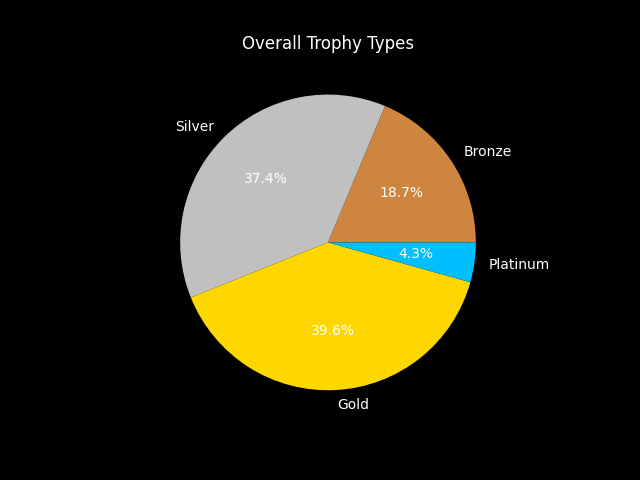 Overall Trophy Types
Silver
Bronze
37.4%
18.7%
4.3%
Platinum
39.6%
Gold